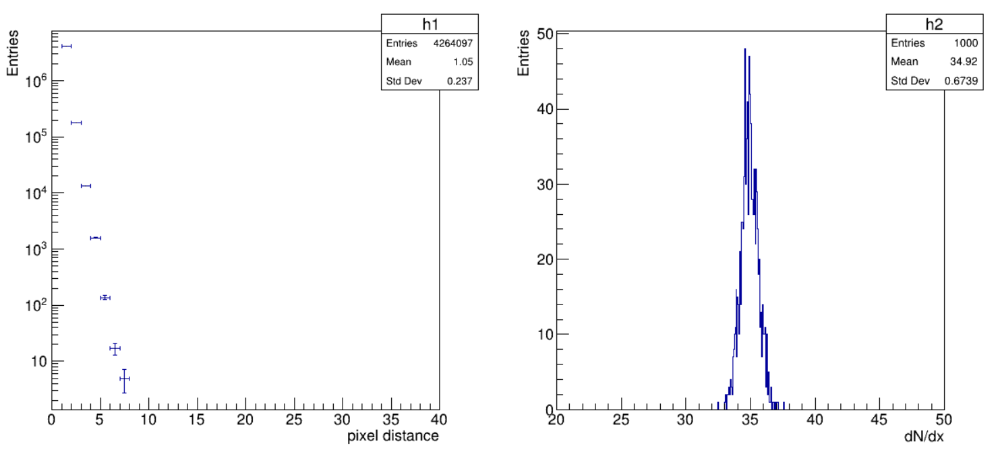 h1
Entries 4264097
Mean 1.05
Std Dev 0.237
Entries
10^6
10^5
10^4
10^3
10^2
10
0 5 10 15 20 25 30 35 40
pixel distance
h2
Entries 1000
Mean 34.92
Std Dev 0.6739
Entries
50
40
30
20
10
0
20 25 30 35 40 45 50
dN/dx